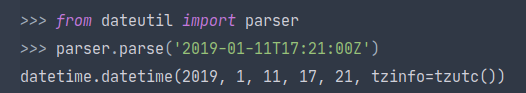 >>> from dateutil import parser
>>> parser.parse('2019-01-11T17:21:00Z')
datetime.datetime(2019, 1, 11, 17, 21, tzinfo=tzutc())